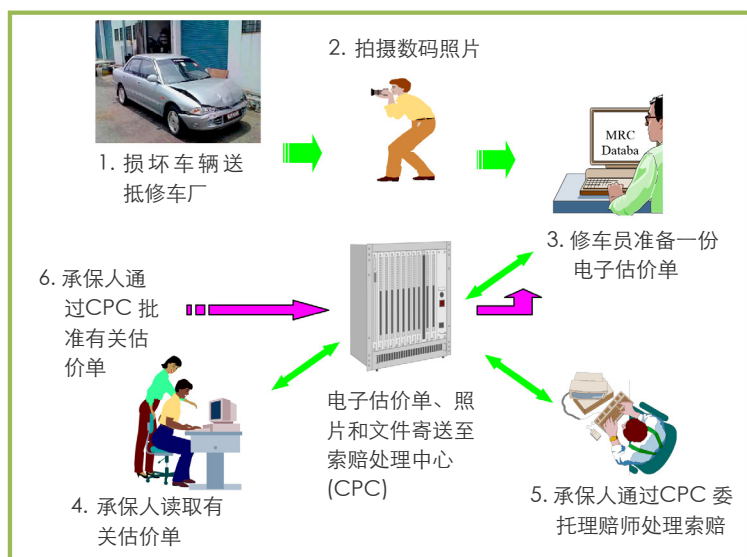 1. 损坏车辆送
抵修车厂
2. 拍摄数码照片
MRC
Databa
3. 修车员准备一份
电子估价单
6. 承保人通
过CPC 批
准有关估
价单
电子估价单、照
片和文件寄送至
索赔处理中心
(CPC)
4. 承保人读取有
关估价单
5. 承保人通过CPC 委
托理赔师处理索赔